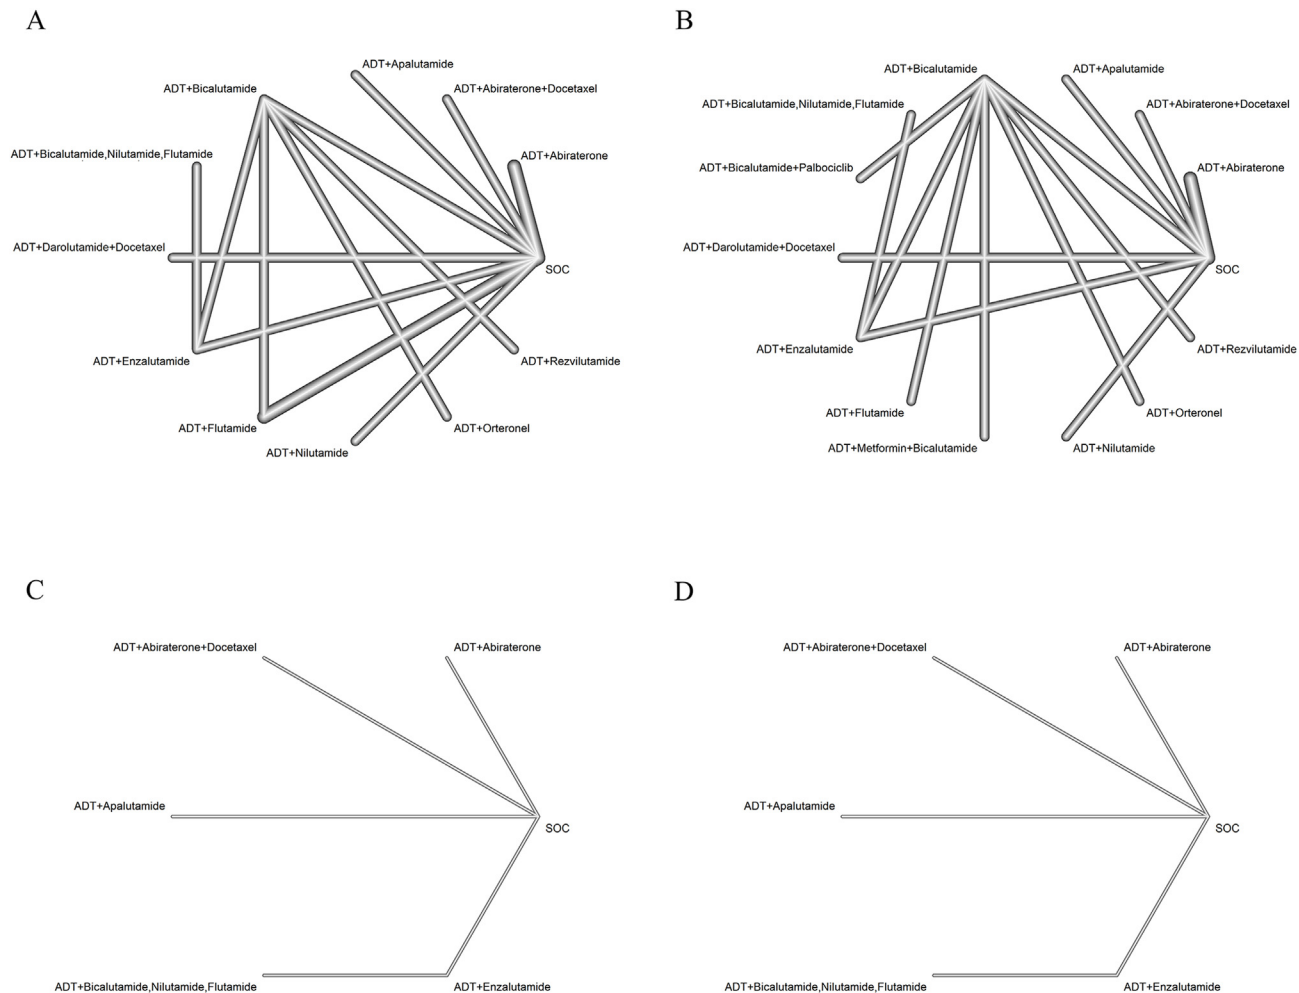 A
ADT+Apalutamide
ADT+Bicalutamide
ADT+Abiraterone+Docetaxel
ADT+Bicalutamide,Nilutamide,Flutamide
ADT+Abiraterone
ADT+Darolutamide+Docetaxel
SOC
ADT+Enzalutamide
ADT+Rezvilutamide
ADT+Flutamide
ADT+Orteronel
ADT+Nilutamide
B
ADT+Bicalutamide
ADT+Apalutamide
ADT+Bicalutamide,Nilutamide,Flutamide
ADT+Abiraterone+Docetaxel
ADT+Bicalutamide+Palbociclib
ADT+Abiraterone
ADT+Darolutamide+Docetaxel
SOC
ADT+Enzalutamide
ADT+Rezvilutamide
ADT+Flutamide
ADT+Orteronel
ADT+Metformin+Bicalutamide
ADT+Nilutamide
C
ADT+Abiraterone+Docetaxel
ADT+Abiraterone
ADT+Apalutamide
SOC
ADT+Bicalutamide,Nilutamide,Flutamide
ADT+Enzalutamide
D
ADT+Abiraterone+Docetaxel
ADT+Abiraterone
ADT+Apalutamide
SOC
ADT+Bicalutamide,Nilutamide,Flutamide
ADT+Enzalutamide